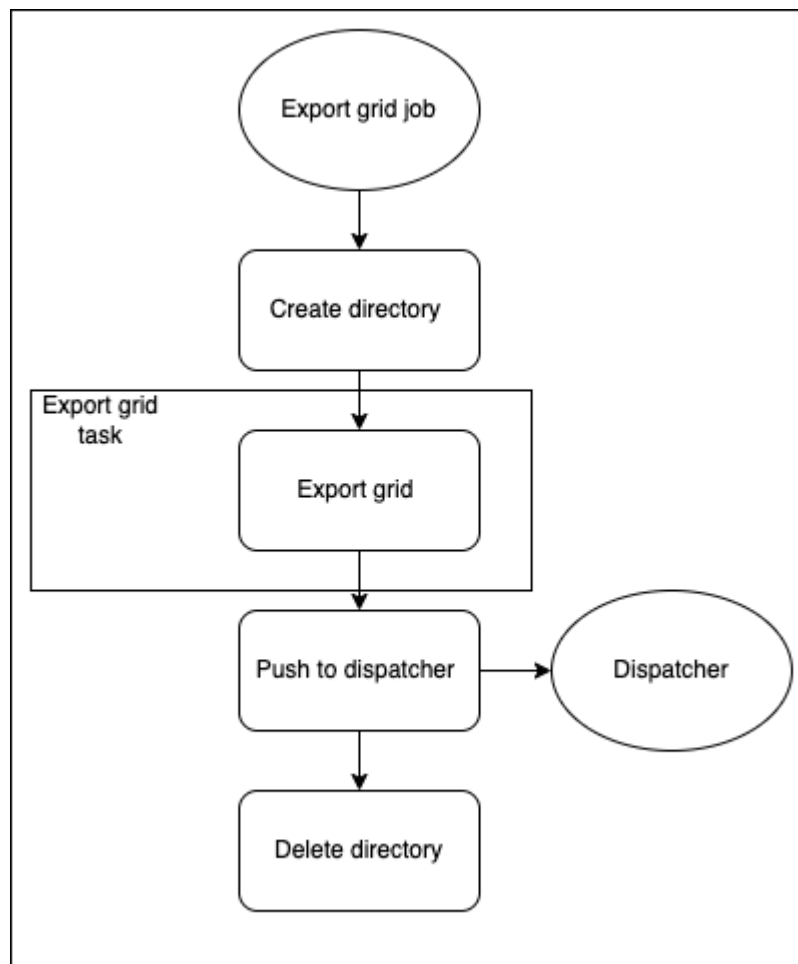 Export grid job
Create directory
Export grid
task
Export grid
Push to dispatcher
Dispatcher
Delete directory